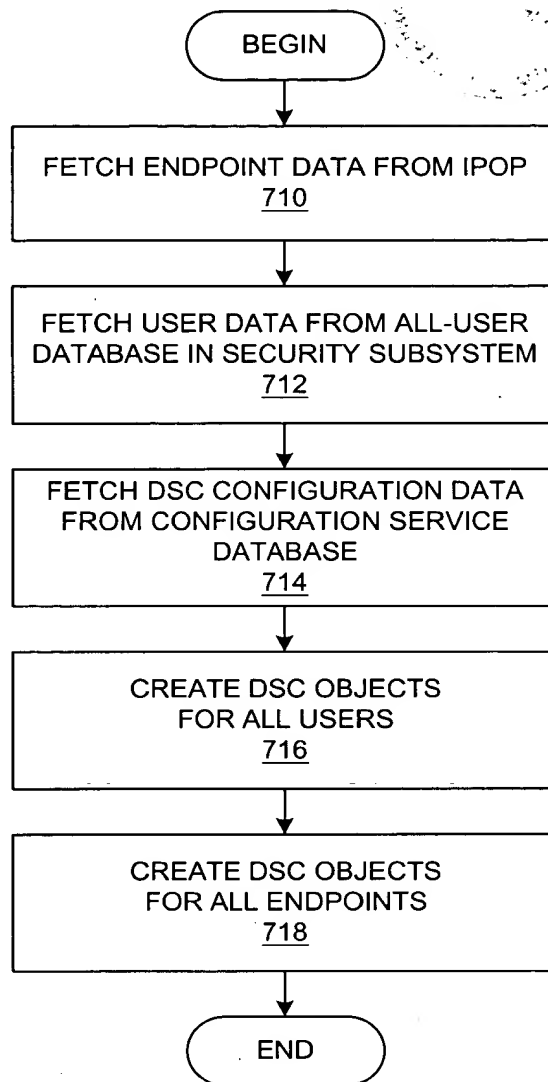 BEGIN
FETCH ENDPOINT DATA FROM IPOP
710
FETCH USER DATA FROM ALL-USER
DATABASE IN SECURITY SUBSYSTEM
712
FETCH DSC CONFIGURATION DATA
FROM CONFIGURATION SERVICE
DATABASE
714
CREATE DSC OBJECTS
FOR ALL USERS
716
CREATE DSC OBJECTS
FOR ALL ENDPOINTS
718
END